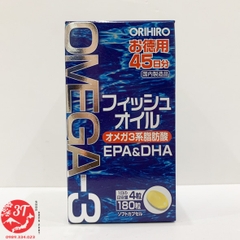 ORIHIRO
お徳用
45日分
国内製造品
OMEGA-3
フィッシュ
オイル
オメガ3系脂肪酸
EPA&DHA
4粒
180粒
ソフトカプセル
3T